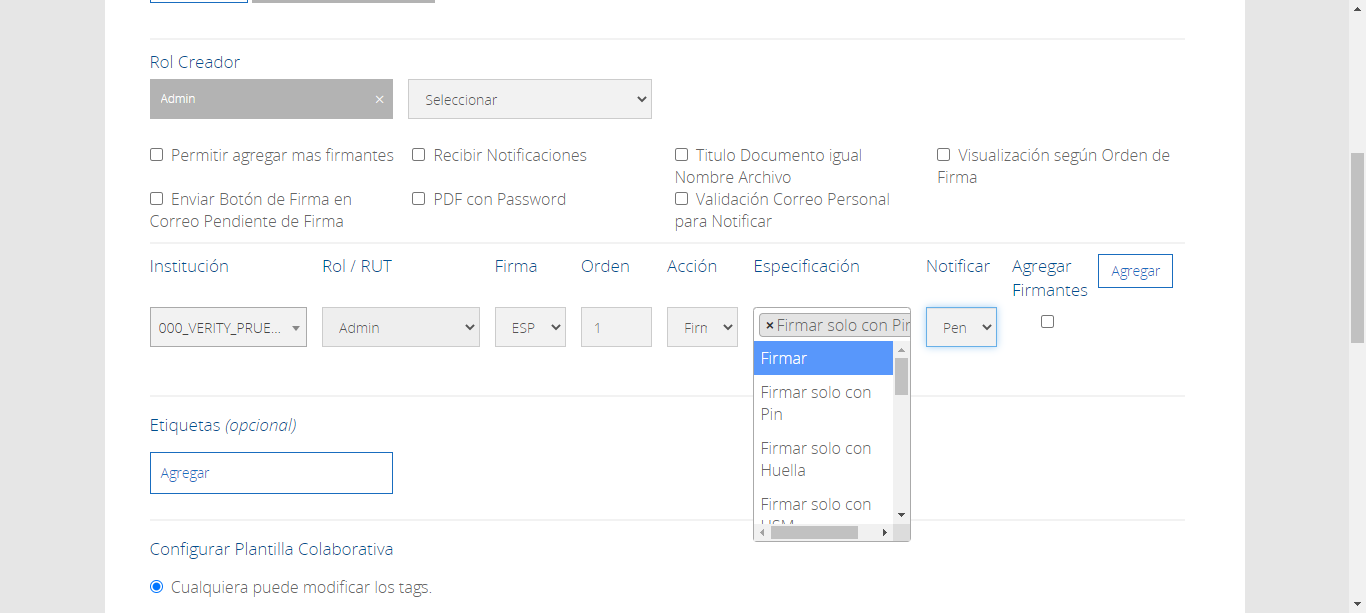 Rol Creador
Admin ×
Seleccionar
Permitir agregar mas firmantes
Recibir Notificaciones
Titulo Documento igual
Nombre Archivo
Visualización según Orden de
Firma
Enviar Botón de Firma en
Correo Pendiente de Firma
PDF con Password
Validación Correo Personal
para Notificar
Institución
Rol / RUT
Firma
Orden
Acción
Especificación
Notificar
Agregar
Firmantes
Agregar
000_VERITY_PRUE...
Admin
ESP
1
Firn
× Firmar solo con Pin
Pen
Firmar
Firmar solo con
Pin
Firmar solo con
Huella
Firmar solo con
HSM
Etiquetas (opcional)
Agregar
Configurar Plantilla Colaborativa
Cualquiera puede modificar los tags.